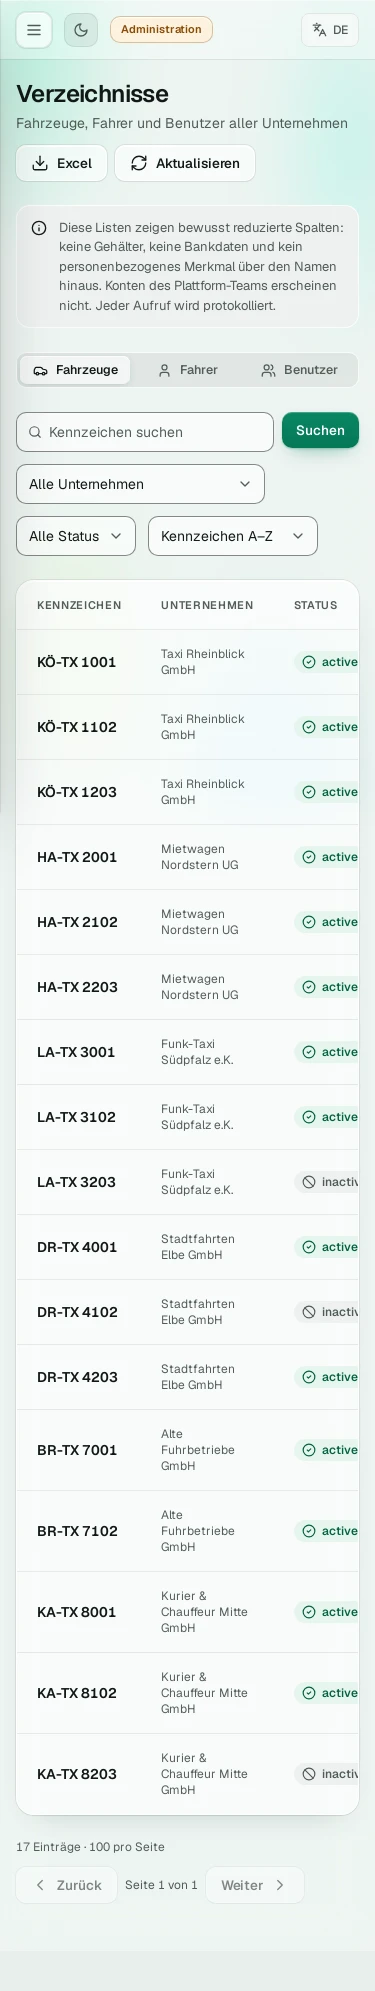 Administration
DE
Verzeichnisse
Fahrzeuge, Fahrer und Benutzer aller Unternehmen
Excel
Aktualisieren
Diese Listen zeigen bewusst reduzierte Spalten:
keine Gehälter, keine Bankdaten und kein
personenbezogenes Merkmal über den Namen
hinaus. Konten des Plattform-Teams erscheinen
nicht. Jeder Aufruf wird protokolliert.
Fahrzeuge
Fahrer
Benutzer
Kennzeichen suchen
Suchen
Alle Unternehmen
Alle Status
Kennzeichen A–Z
KENNZEICHEN UNTERNEHMEN STATUS
KÖ-TX 1001
Taxi Rheinblick
GmbH
active
KÖ-TX 1102
Taxi Rheinblick
GmbH
active
KÖ-TX 1203
Taxi Rheinblick
GmbH
active
HA-TX 2001
Mietwagen
Nordstern UG
active
HA-TX 2102
Mietwagen
Nordstern UG
active
HA-TX 2203
Mietwagen
Nordstern UG
active
LA-TX 3001
Funk-Taxi
Südpfalz e.K.
active
LA-TX 3102
Funk-Taxi
Südpfalz e.K.
active
LA-TX 3203
Funk-Taxi
Südpfalz e.K.
inactiv
DR-TX 4001
Stadtfahrten
Elbe GmbH
active
DR-TX 4102
Stadtfahrten
Elbe GmbH
inactiv
DR-TX 4203
Stadtfahrten
Elbe GmbH
active
BR-TX 7001
Alte
Fuhrbetriebe
GmbH
active
BR-TX 7102
Alte
Fuhrbetriebe
GmbH
active
KA-TX 8001
Kurier &
Chauffeur Mitte
GmbH
active
KA-TX 8102
Kurier &
Chauffeur Mitte
GmbH
active
KA-TX 8203
Kurier &
Chauffeur Mitte
GmbH
inactiv
17 Einträge · 100 pro Seite
Zurück
Seite 1 von 1
Weiter